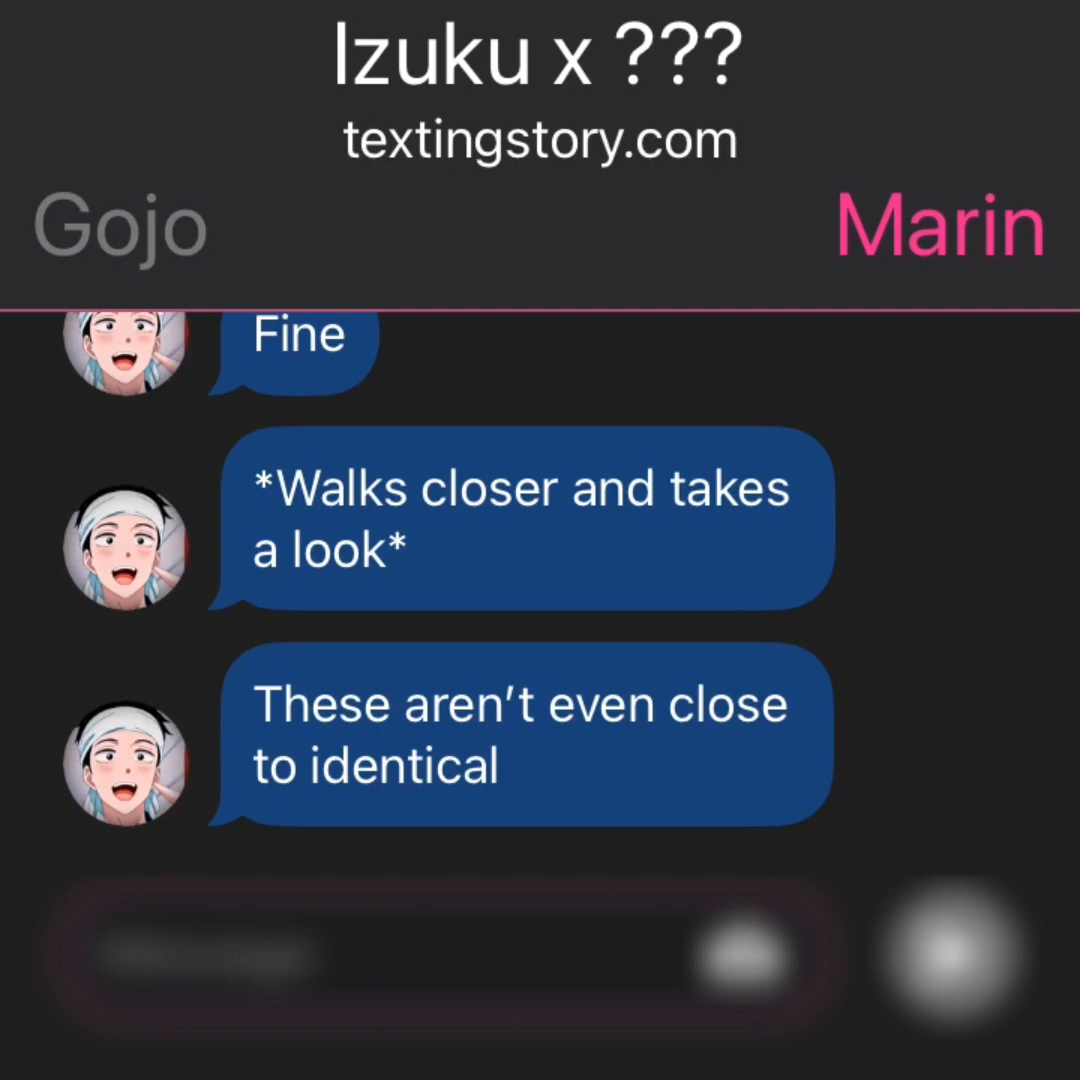 Izuku x ???
textingstory.com
Gojo
Marin
Fine
*Walks closer and takes
a look*
These aren’t even close
to identical